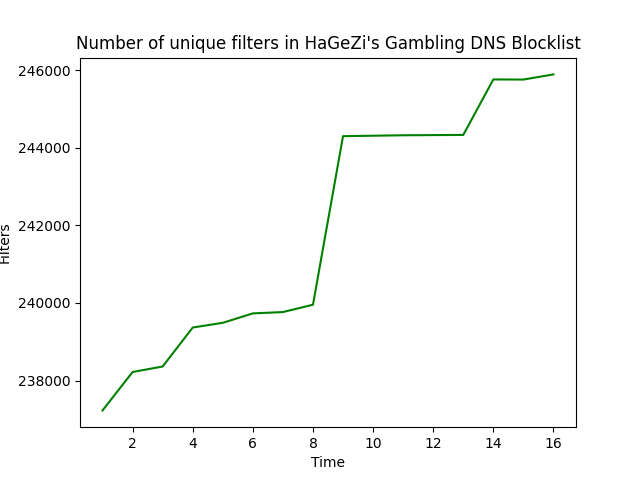 Number of unique filters in HaGeZi's Gambling DNS Blocklist
246000
244000
242000
240000
238000
Filters
2 4 6 8 10 12 14 16
Time